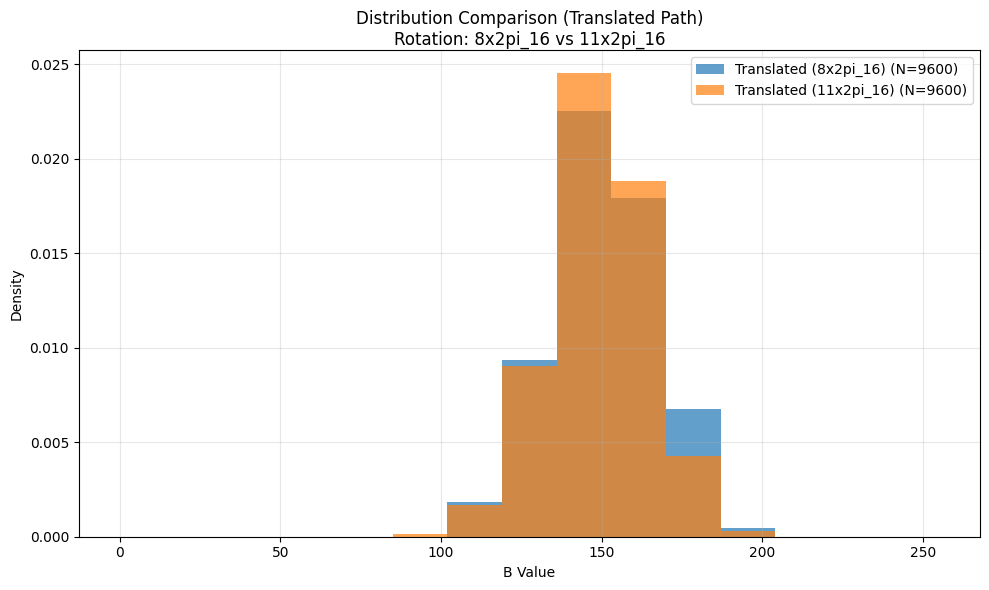 Distribution Comparison (Translated Path)
Rotation: 8x2pi_16 vs 11x2pi_16
Translated (8x2pi_16) (N=9600)
Translated (11x2pi_16) (N=9600)
Density
0.025
0.020
0.015
0.010
0.005
0.000
0 50 100 150 200 250
B Value